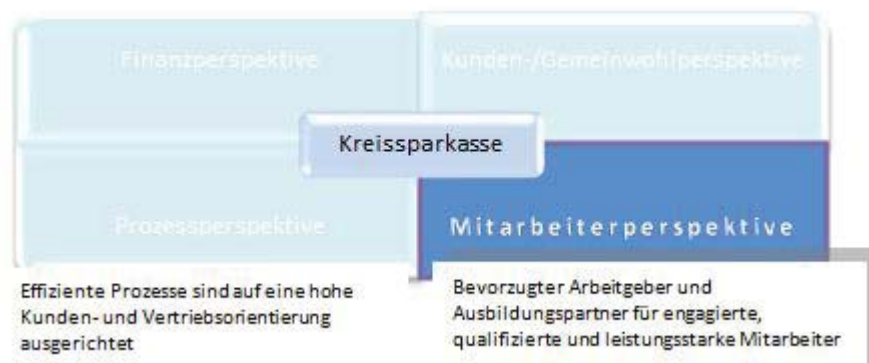 Finanzperspektive
Kunden-/Gemeinwohlperspektive
Kreissparkasse
Prozessperspektive
Mitarbeiterperspektive
Effiziente Prozesse sind auf eine hohe
Kunden- und Vertriebsorientierung
ausgerichtet
Bevorzugter Arbeitgeber und
Ausbildungspartner für engagierte,
qualifizierte und leistungsstarke Mitarbeiter